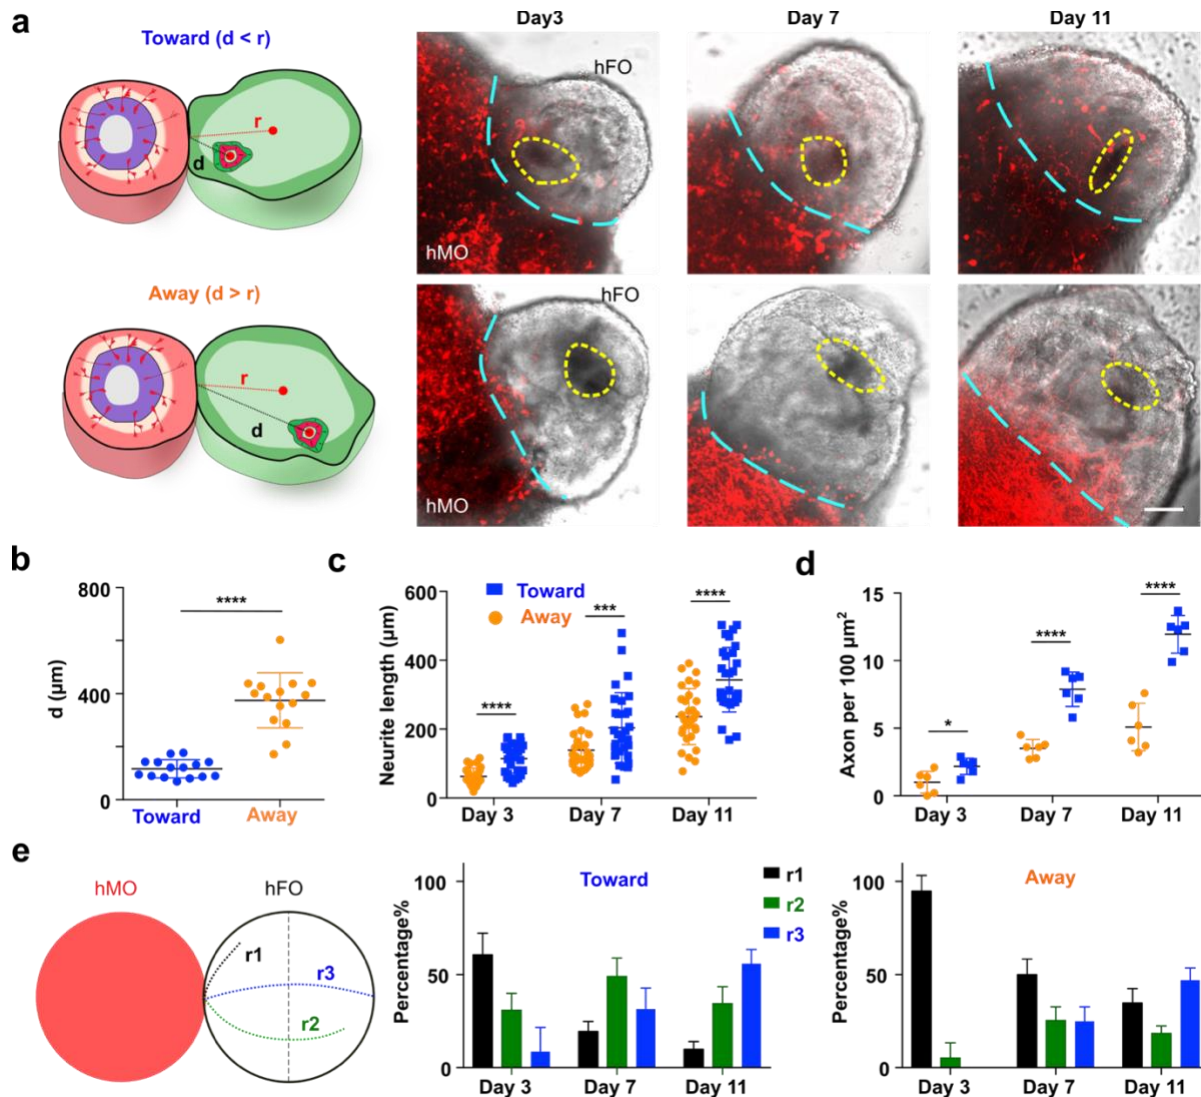 a
Toward (d < r)
r
d
Away (d > r)
r
d
Day3
Day 7
Day 11
hFO
hMO
hFO
hMO
b
800
400
0
d (μm)
****
Toward
Away
c
Toward
Away
600
400
200
0
Neurite length (μm)
****
***
****
Day 3
Day 7
Day 11
d
15
10
5
0
Axon per 100 μm²
*
****
****
Day 3
Day 7
Day 11
e
hMO
hFO
r1
r3
r2
Toward
100
50
0
Percentage%
r1
r2
r3
Day 3
Day 7
Day 11
Away
100
50
0
Percentage%
Day 3
Day 7
Day 11